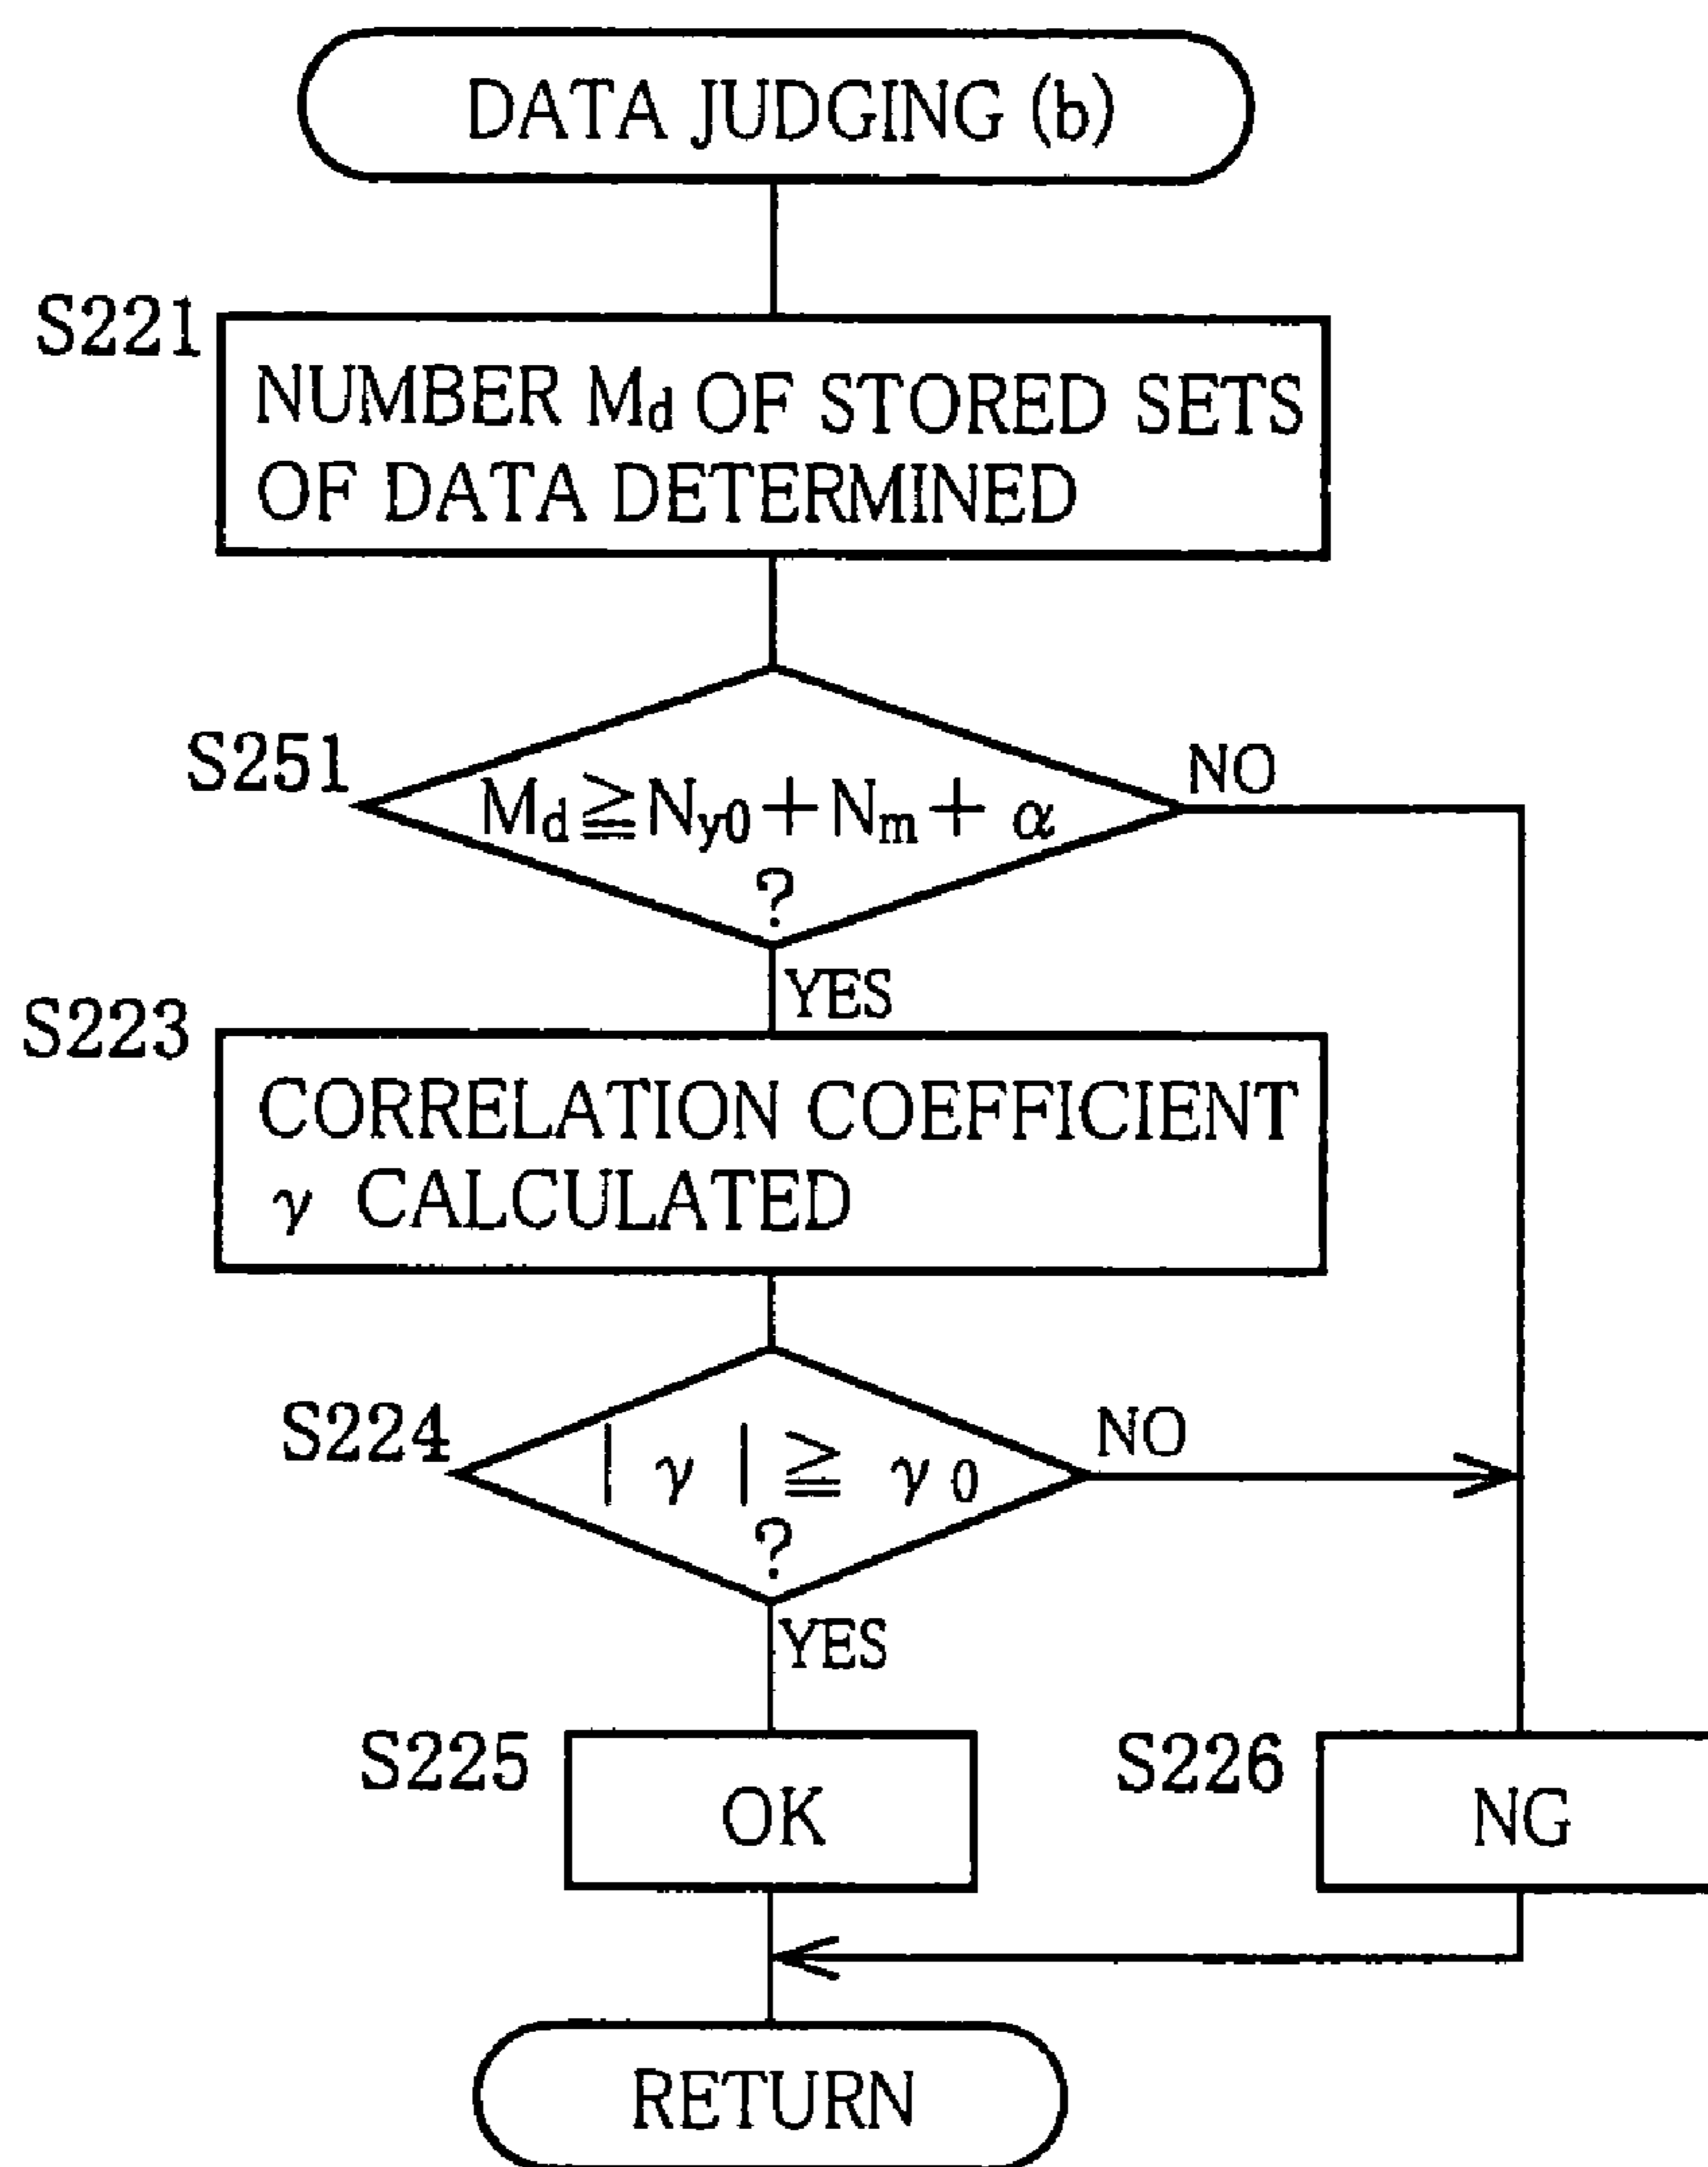 DATA JUDGING (b)
S221
NUMBER Md OF STORED SETS
OF DATA DETERMINED
S251
Md≧Ny0+Nm+ α
?
NO
YES
S223
CORRELATION COEFFICIENT
γ CALCULATED
S224
| γ | ≧ γ0
?
NO
YES
S225
OK
S226
NG
RETURN